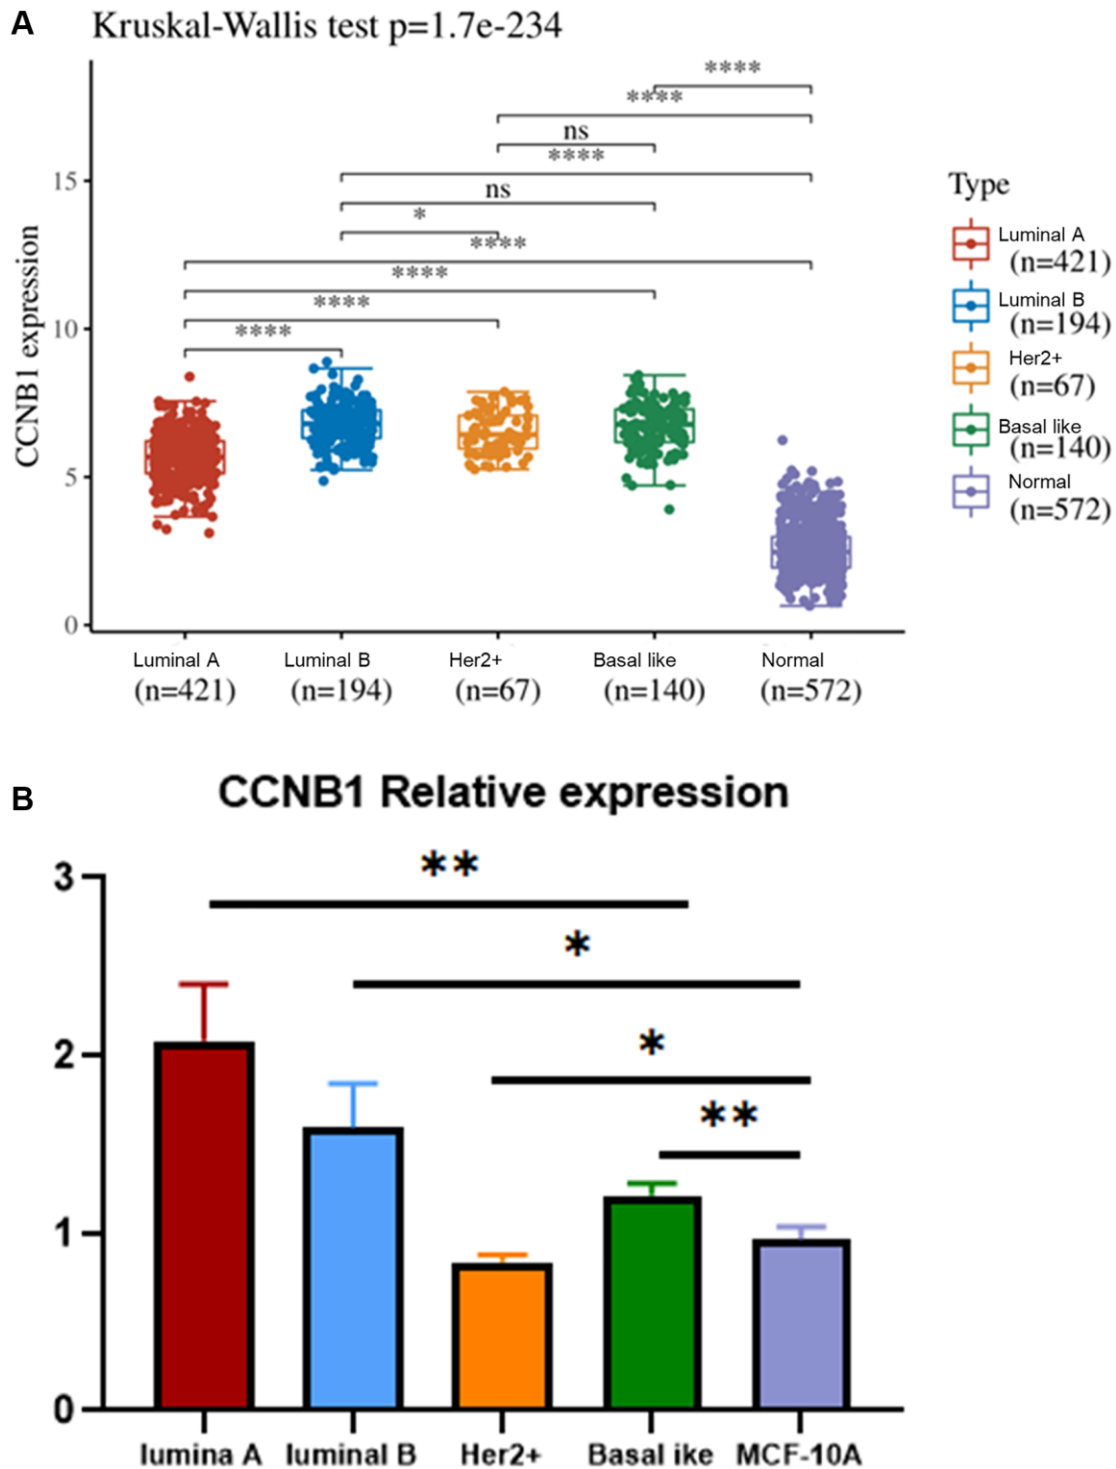 A
Kruskal-Wallis test p=1.7e-234
****
****
ns
****
ns
*
****
****
****
****
CCNB1 expression
15
10
5
0
Luminal A
(n=421)
Luminal B
(n=194)
Her2+
(n=67)
Basal like
(n=140)
Normal
(n=572)
Type
Luminal A
(n=421)
Luminal B
(n=194)
Her2+
(n=67)
Basal like
(n=140)
Normal
(n=572)
B
CCNB1 Relative expression
**
*
*
**
3
2
1
0
lumina A
luminal B
Her2+
Basal ike
MCF-10A